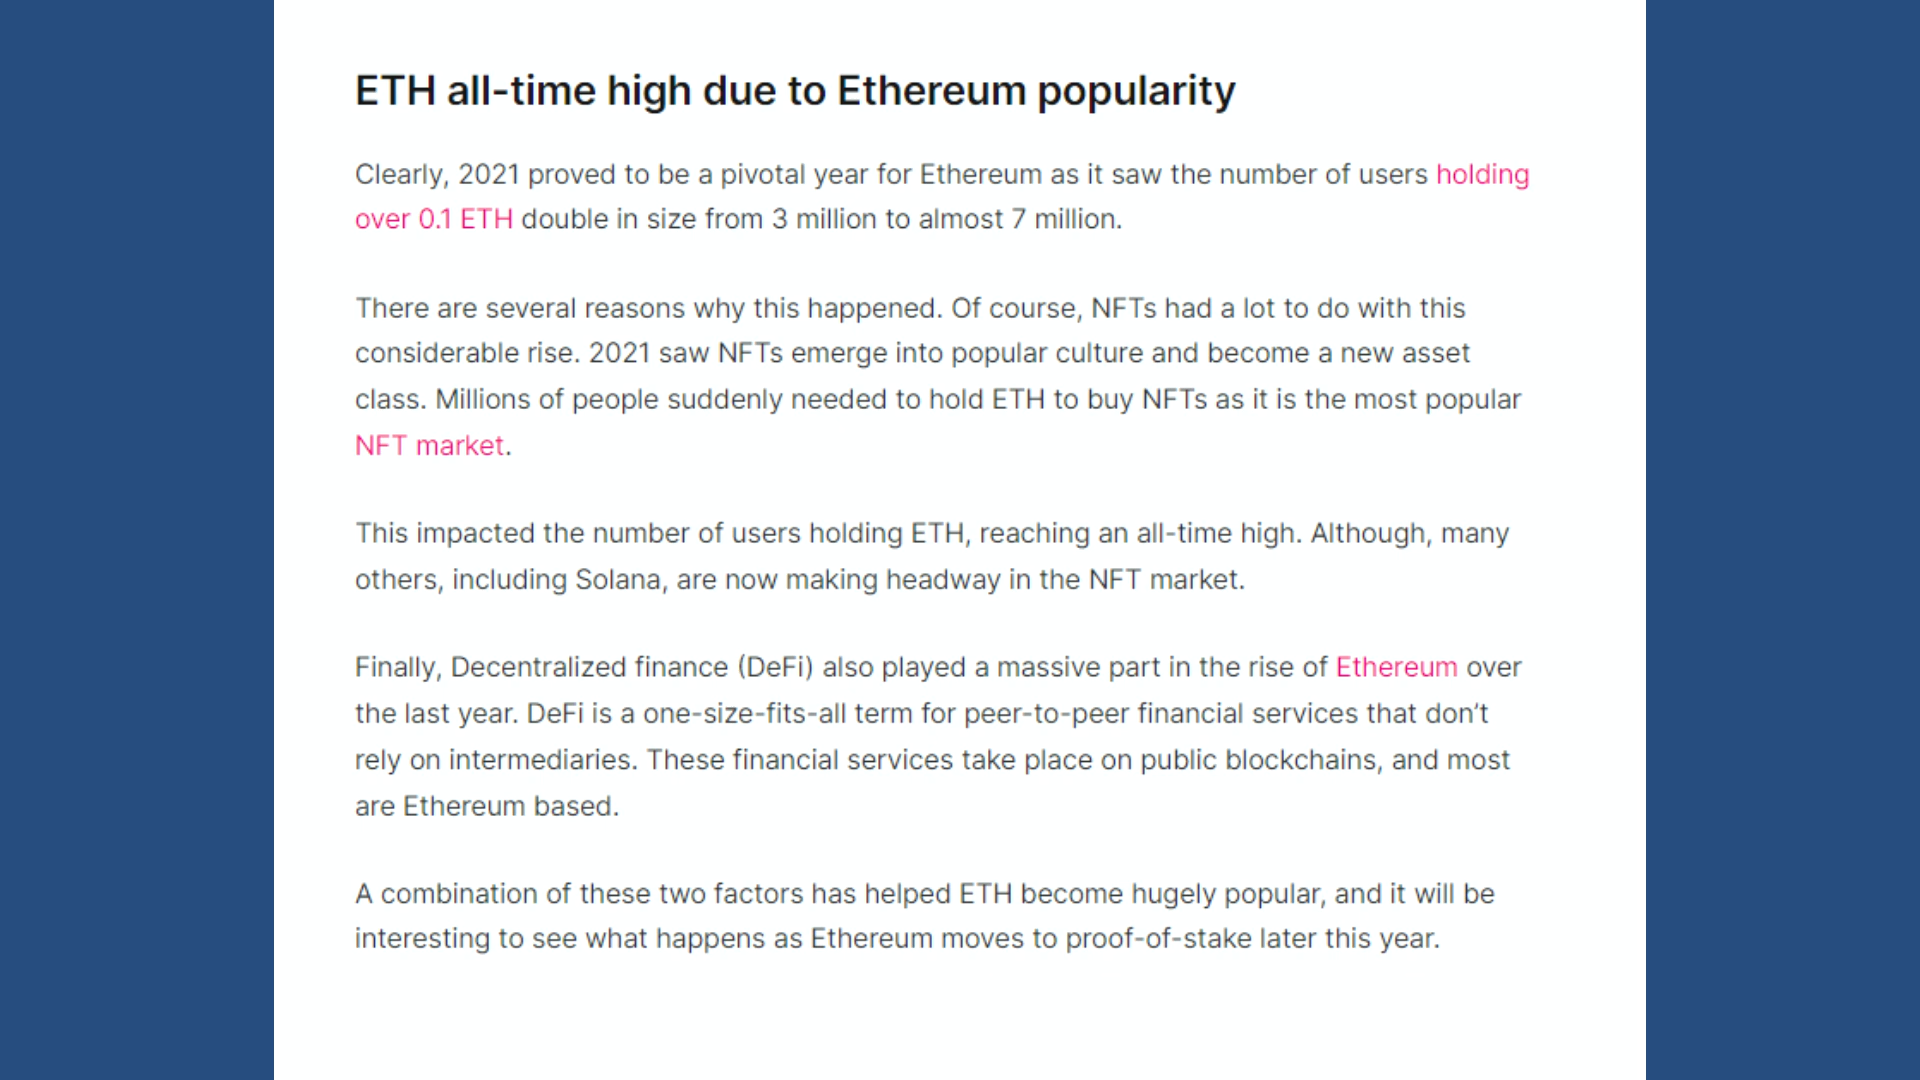 ETH all-time high due to Ethereum popularity
Clearly, 2021 proved to be a pivotal year for Ethereum as it saw the number of users holding
over 0.1 ETH double in size from 3 million to almost 7 million.
There are several reasons why this happened. Of course, NFTs had a lot to do with this
considerable rise. 2021 saw NFTs emerge into popular culture and become a new asset
class. Millions of people suddenly needed to hold ETH to buy NFTs as it is the most popular
NFT market.
This impacted the number of users holding ETH, reaching an all-time high. Although, many
others, including Solana, are now making headway in the NFT market.
Finally, Decentralized finance (DeFi) also played a massive part in the rise of Ethereum over
the last year. DeFi is a one-size-fits-all term for peer-to-peer financial services that don’t
rely on intermediaries. These financial services take place on public blockchains, and most
are Ethereum based.
A combination of these two factors has helped ETH become hugely popular, and it will be
interesting to see what happens as Ethereum moves to proof-of-stake later this year.